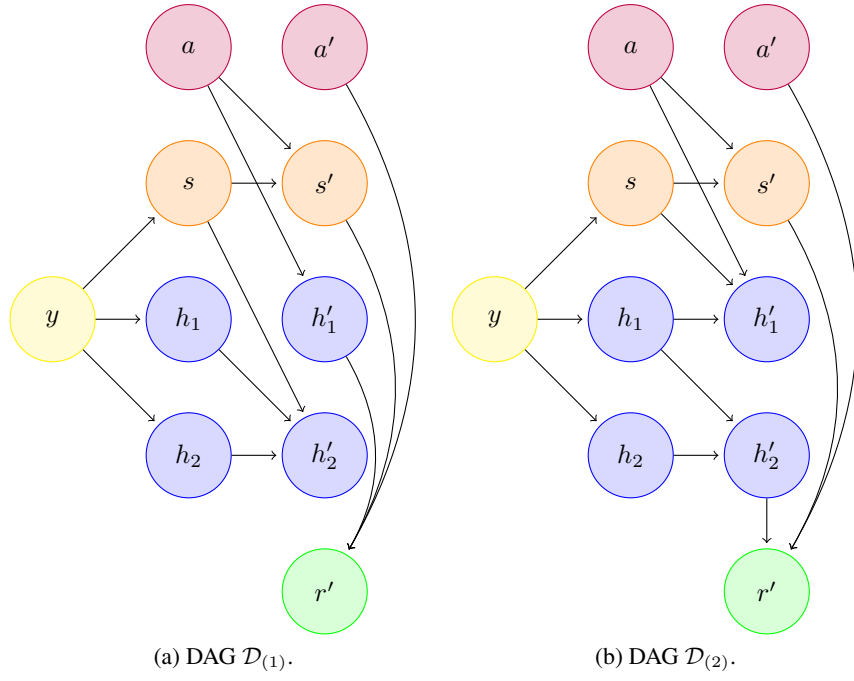 a a′ a a′
s s′ s s′
y h₁ h′₁ y h₁ h′₁
h₂ h′₂ h₂ h′₂
r′ r′
(a) DAG 𝒟₍₁₎. (b) DAG 𝒟₍₂₎.